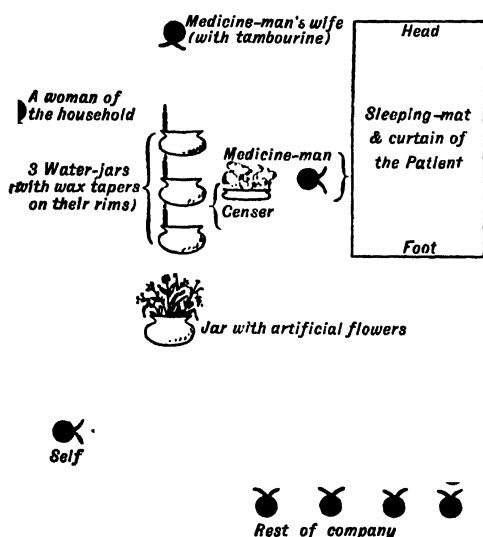 Medicine-man's wife
(with tambourine)
Head
A woman of
the household
Sleeping-mat
& curtain of
the Patient
3 Water-jars
with wax tapers
on their rims)
Medicine-man
Censer
Foot
Jar with artificial flowers
Self
Rest of company